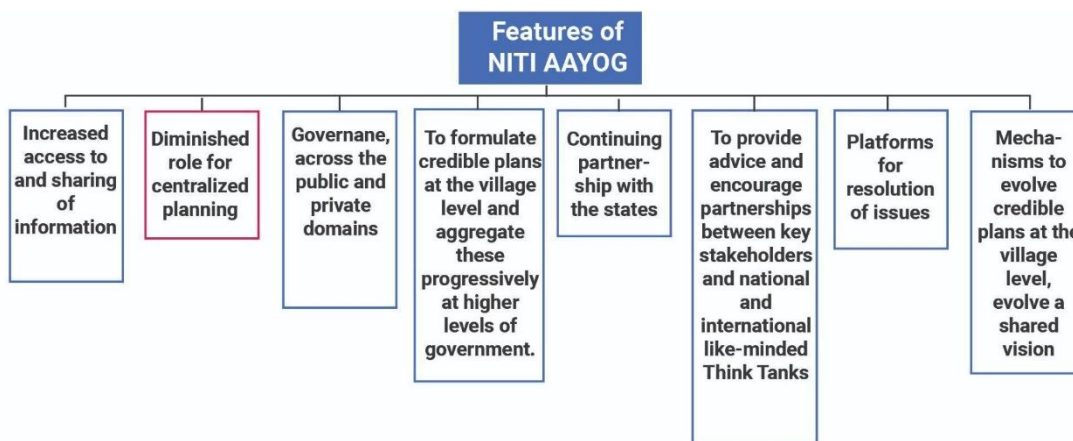 Features of
NITI AAYOG
Increased
access to
and sharing
of
information
Diminished
role for
centralized
planning
Governane,
across the
public and
private
domains
To formulate
credible plans
at the village
level and
aggregate
these
progressively
at higher
levels of
government.
Continuing
partner-
ship with
the states
To provide
advice and
encourage
partnerships
between key
stakeholders
and national
and
international
like-minded
Think Tanks
Platforms
for
resolution
of issues
Mecha-
nisms to
evolve
credible
plans at the
village
level,
evolve a
shared
vision